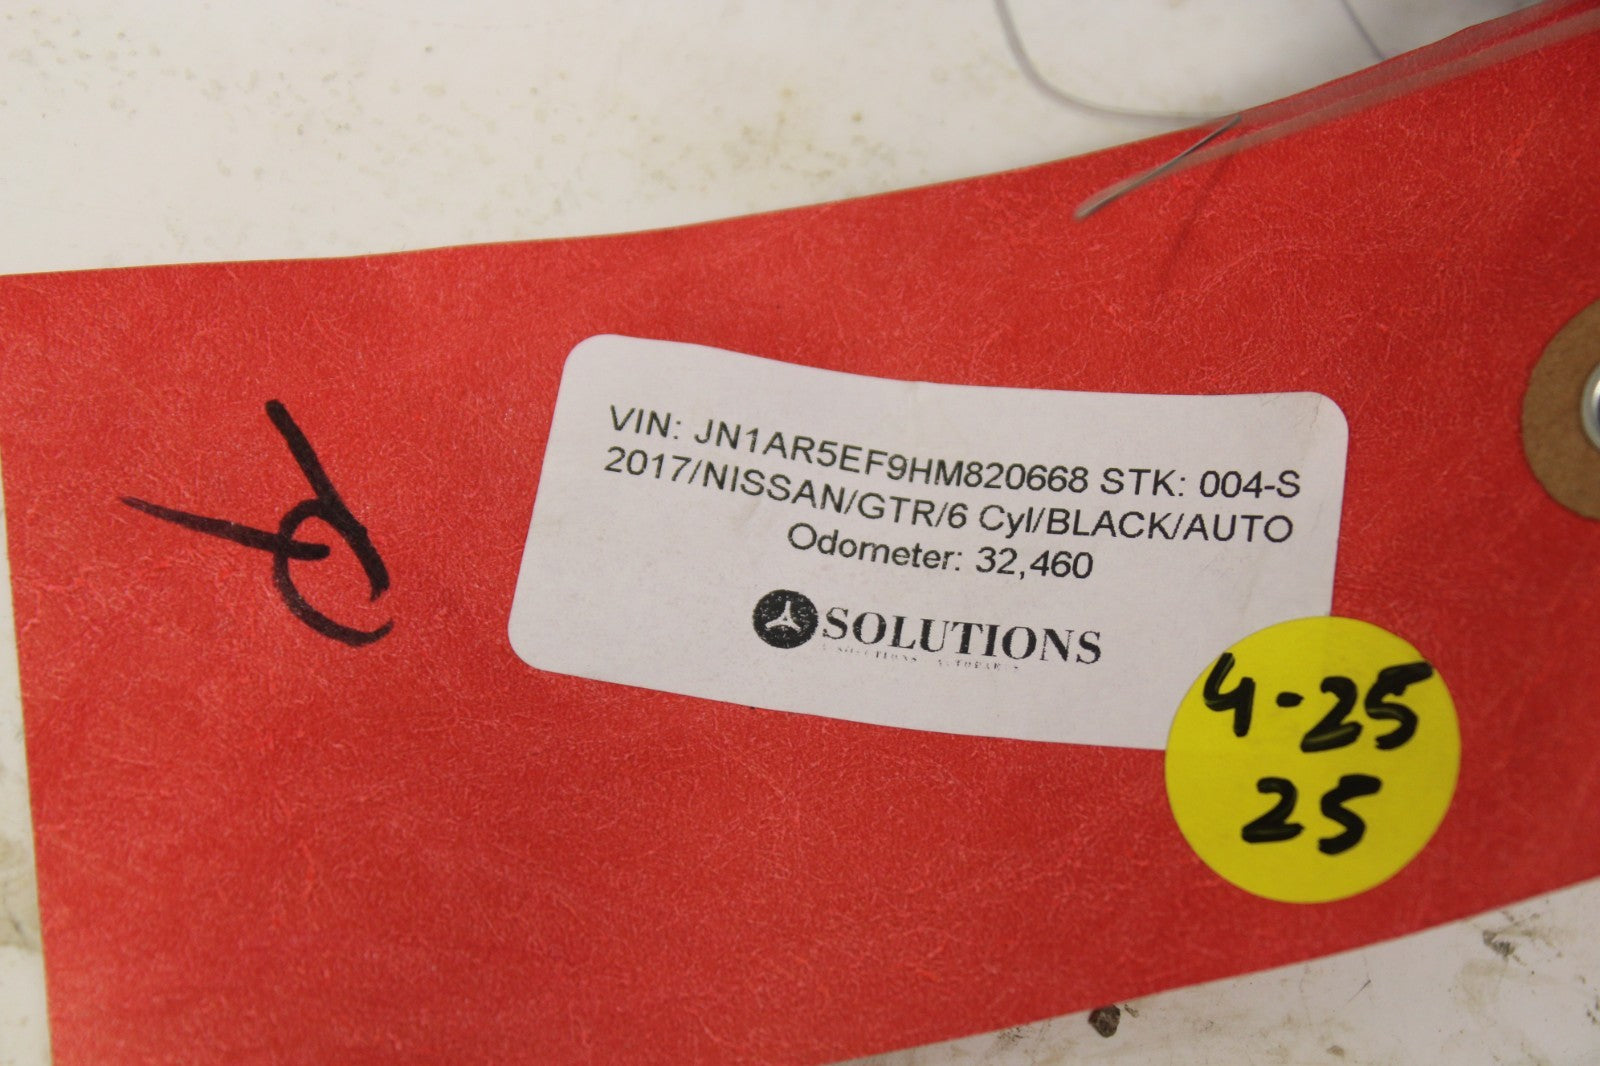 VIN: JN1AR5EF9HM820668 STK: 004-S
2017/NISSAN/GTR/6 Cyl/BLACK/AUTO
Odometer: 32,460
SOLUTIONS
4-25
25